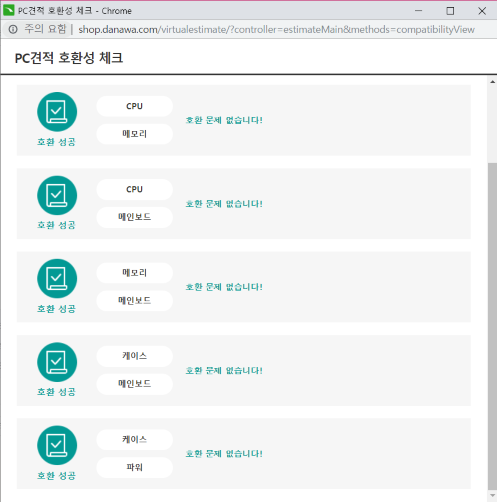 PC견적 호환성 체크 - Chrome
주의 요함 | shop.danawa.com/virtualestimate/?controller=estimateMain&methods=compatibilityView
PC견적 호환성 체크
CPU
메모리
호환 문제 없습니다!
호환 성공
CPU
메인보드
호환 문제 없습니다!
호환 성공
메모리
메인보드
호환 문제 없습니다!
호환 성공
케이스
메인보드
호환 문제 없습니다!
호환 성공
케이스
파워
호환 문제 없습니다!
호환 성공